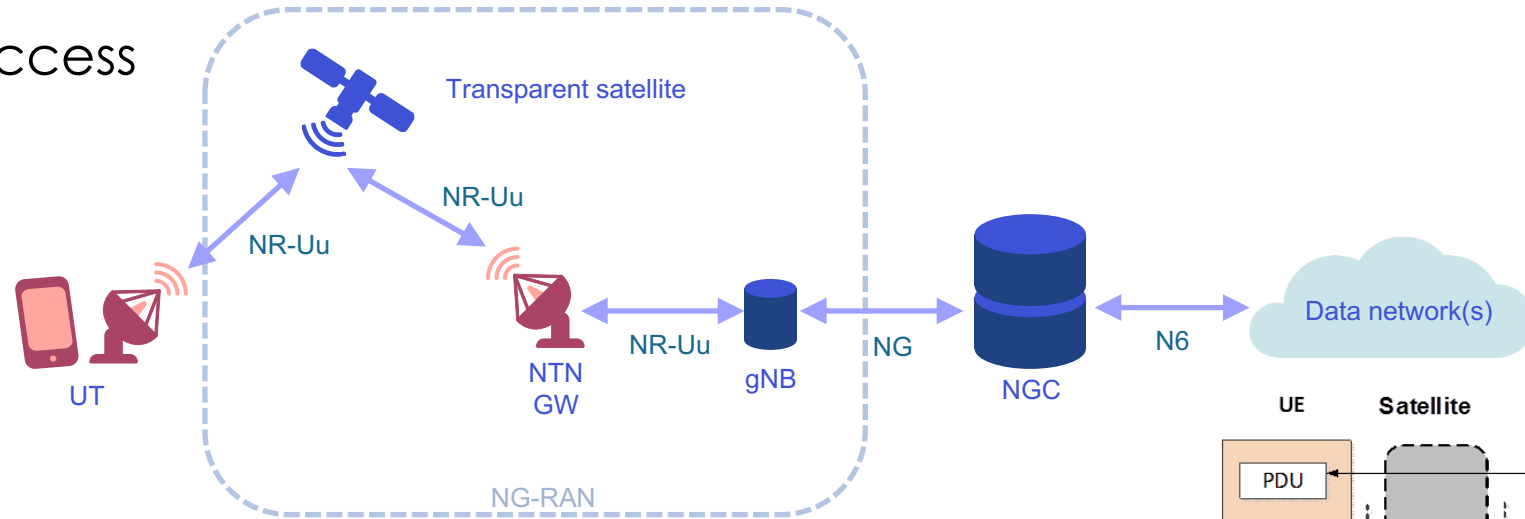 Transparent satellite
NR-Uu
NR-Uu
NR-Uu
NG
N6
Data network(s)
UT
NTN
GW
gNB
NGC
NG-RAN
UE
Satellite
PDU